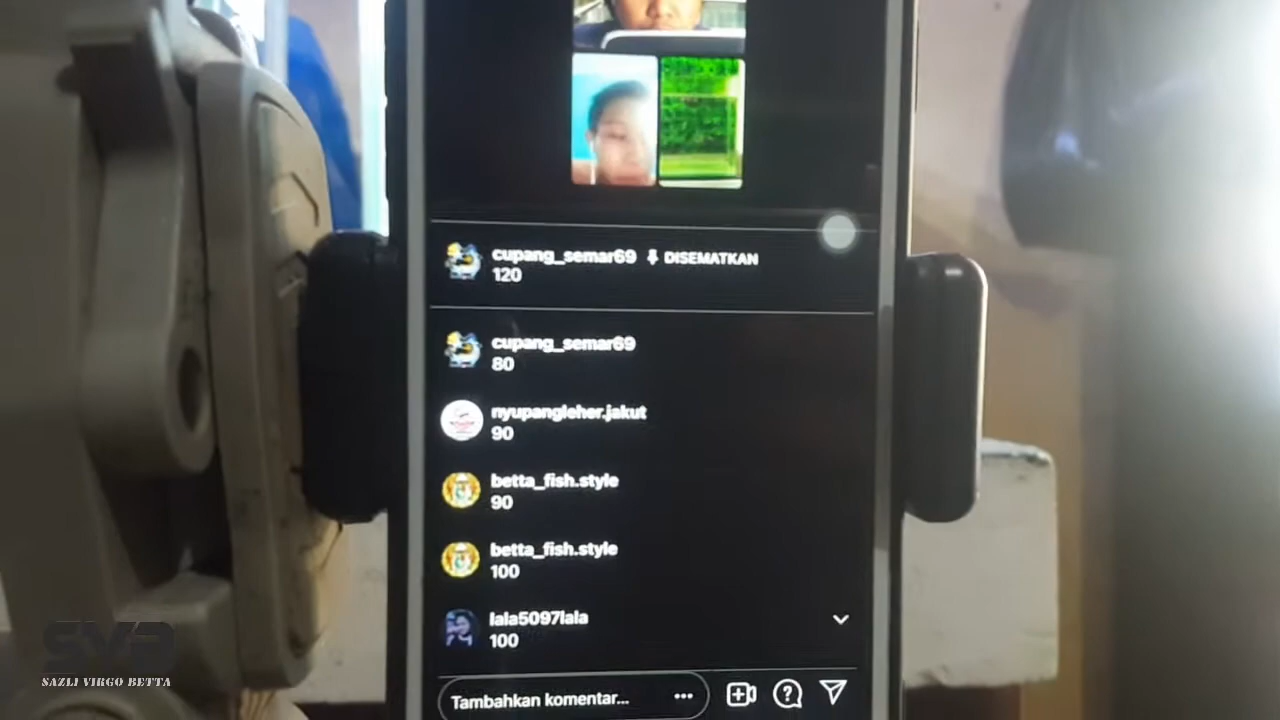 cupang_semar69 DISEMATKAN
120
cupang_semar69
80
nyupangleher.jakut
90
betta_fish.style
90
betta_fish.style
100
lala5097lala
100
Tambahkan komentar...
SVB
SAZLI VIRGO BETTA